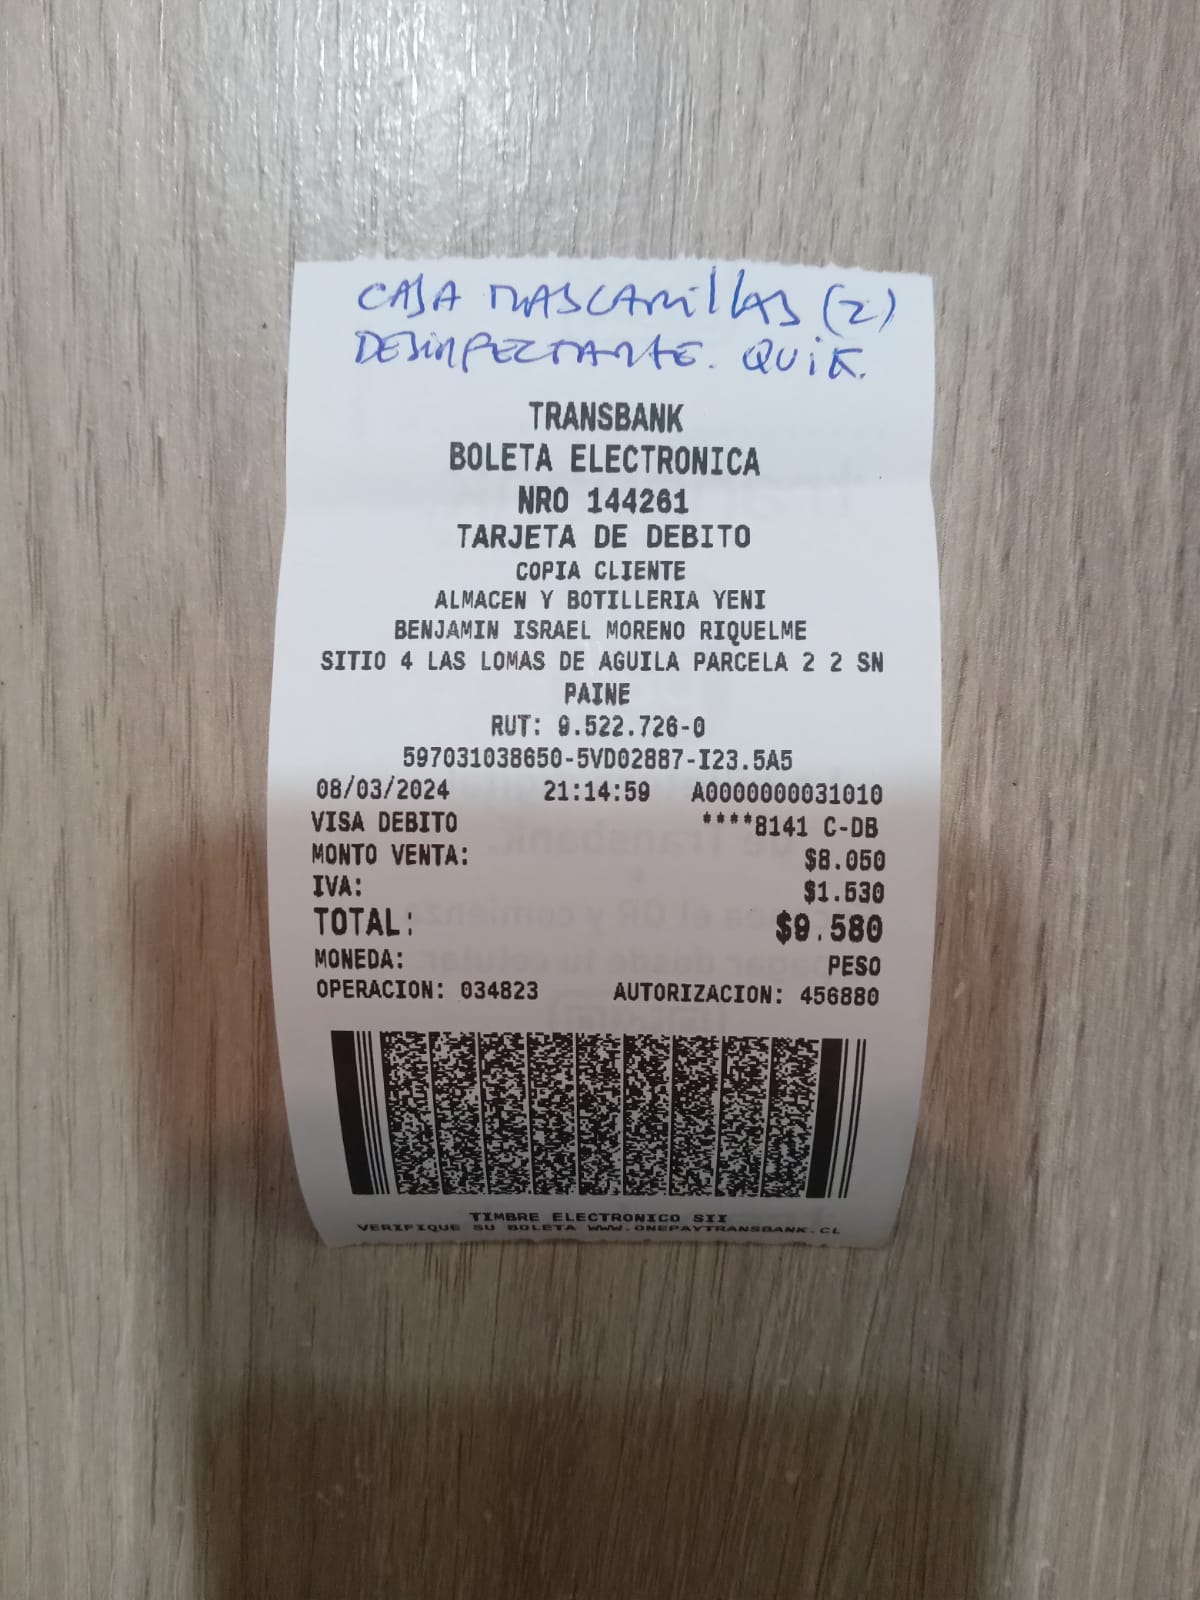 CAJA MASCARillAS (2)
DESINFECTANTE. QUiK.
TRANSBANK
BOLETA ELECTRONICA
NRO 144261
TARJETA DE DEBITO
COPIA CLIENTE
ALMACEN Y BOTILLERIA YENI
BENJAMIN ISRAEL MORENO RIQUELME
SITIO 4 LAS LOMAS DE AGUILA PARCELA 2 2 SN
PAINE
RUT: 9.522.726-0
597031038650-5VD02887-I23.5A5
08/03/2024 21:14:59 A0000000031010
VISA DEBITO ****8141 C-DB
MONTO VENTA: $8.050
IVA: $1.530
TOTAL: $9.580
MONEDA: PESO
OPERACION: 034823 AUTORIZACION: 456880
TIMBRE ELECTRONICO SII
VERIFIQUE SU BOLETA WWW.ONEPAYTRANSBANK.CL